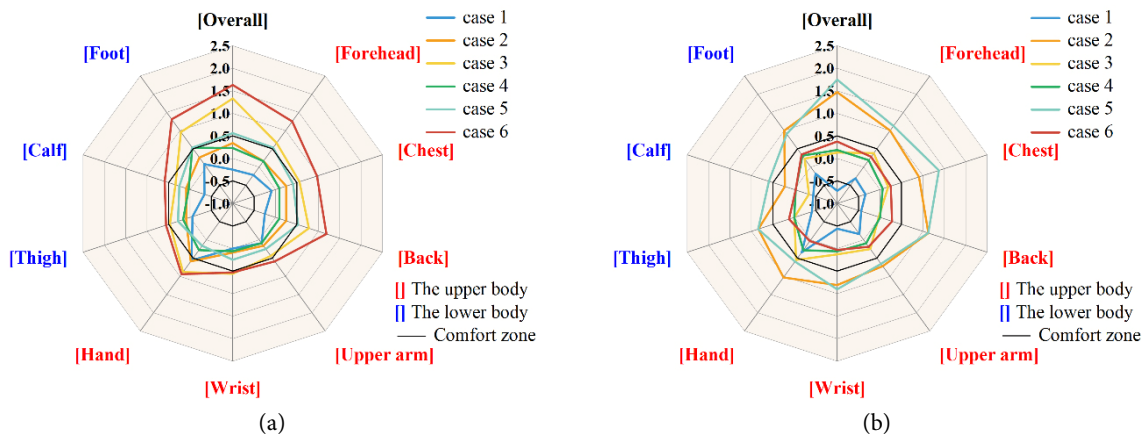 [Overall]
[Foot]
[Forehead]
[Calf]
[Chest]
[Thigh]
[Back]
[Hand]
[Upper arm]
[Wrist]
2.5
2.0
1.5
1.0
0.5
0.0
-0.5
-1.0
case 1
case 2
case 3
case 4
case 5
case 6
[] The upper body
[] The lower body
Comfort zone
(a)
[Overall]
[Foot]
[Forehead]
[Calf]
[Chest]
[Thigh]
[Back]
[Hand]
[Upper arm]
[Wrist]
2.5
2.0
1.5
1.0
0.5
0.0
-0.5
-1.0
case 1
case 2
case 3
case 4
case 5
case 6
[] The upper body
[] The lower body
Comfort zone
(b)